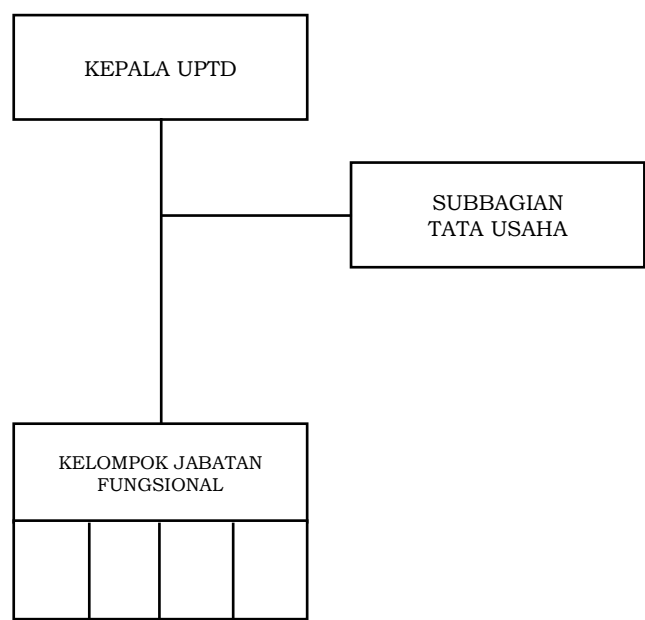 KEPALA UPTD
SUBBAGIAN
TATA USAHA
KELOMPOK JABATAN
FUNGSIONAL